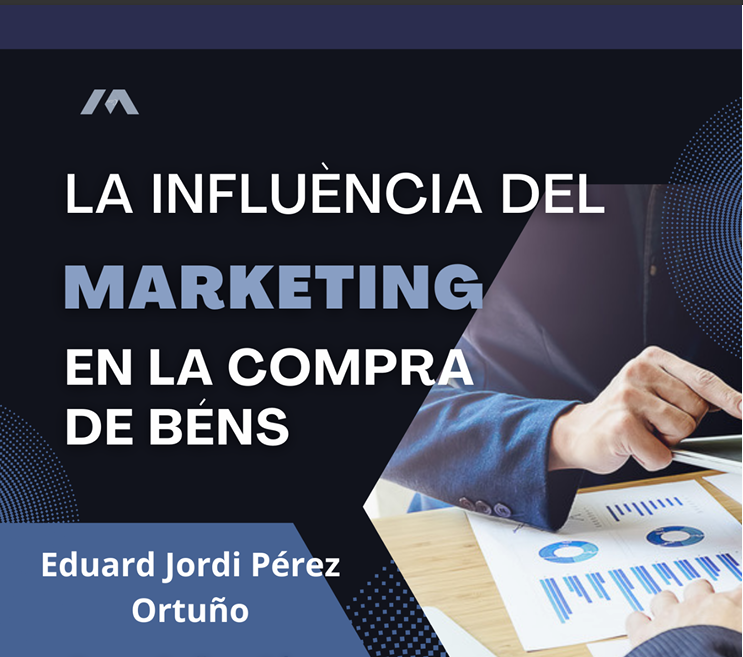 LA INFLUÈNCIA DEL
MARKETING
EN LA COMPRA
DE BÉNS
Eduard Jordi Pérez
Ortuño